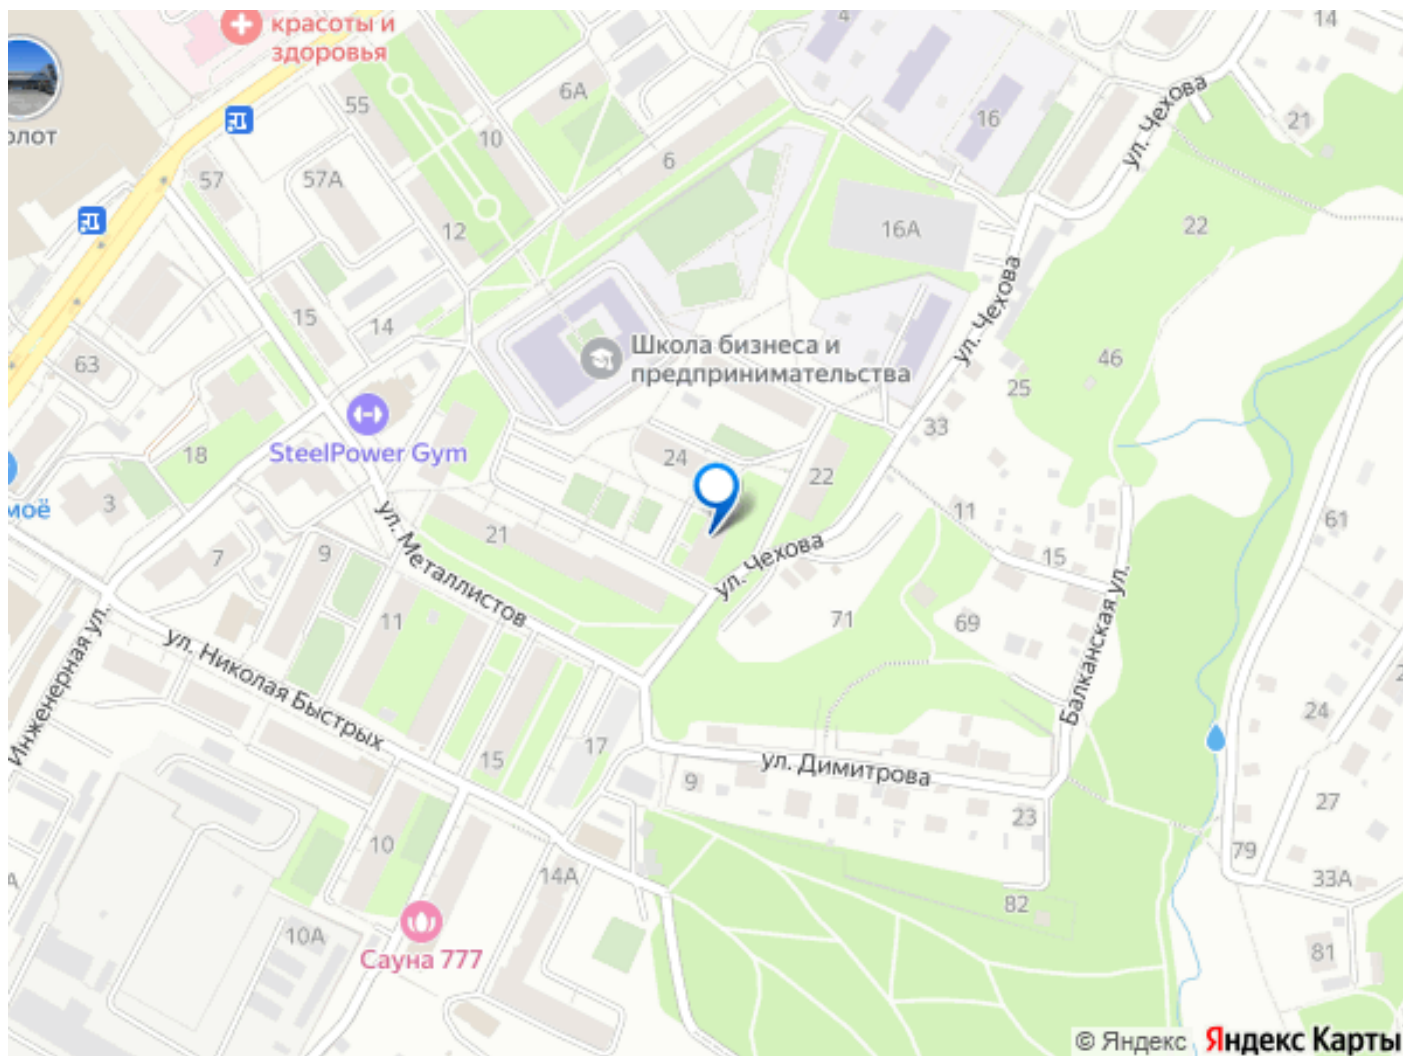 красоты и
здоровья
4
14
олот
55
6А
10
16
21
ул. Чехова
57
57А
6
12
16А
22
ул. Чехова
15
14
63
Школа бизнеса и
предпринимательства
46
25
SteelPower Gym
33
18
24
22
моё
3
21
ул. Металлистов
11
61
7
9
ул. Чехова
15
11
71
69
Балканская ул.
Инженерная ул.
ул. Николая Быстрых
24
15
17
ул. Димитрова
9
23
27
10
79
14А
33А
82
10А
Сауна 777
81
© Яндекс Яндекс Карты